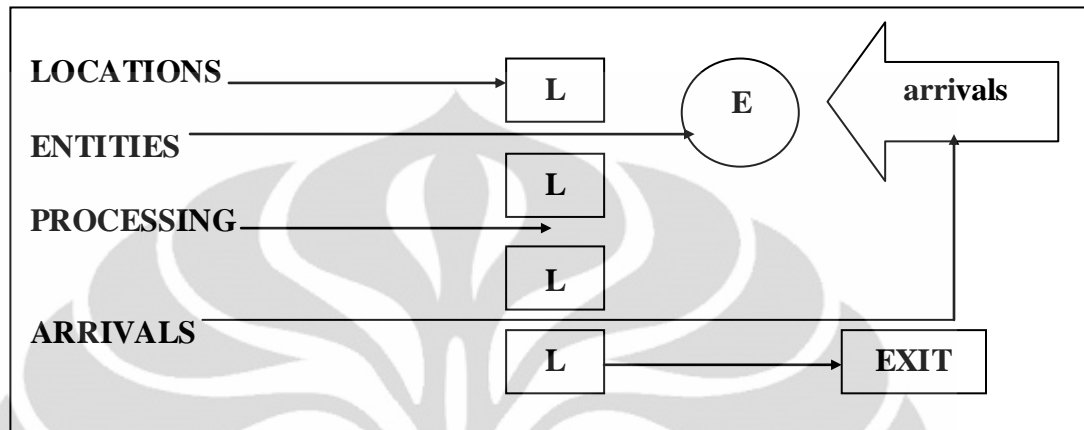 LOCATIONS
L
E
arrivals
ENTITIES
L
PROCESSING
L
ARRIVALS
L
EXIT